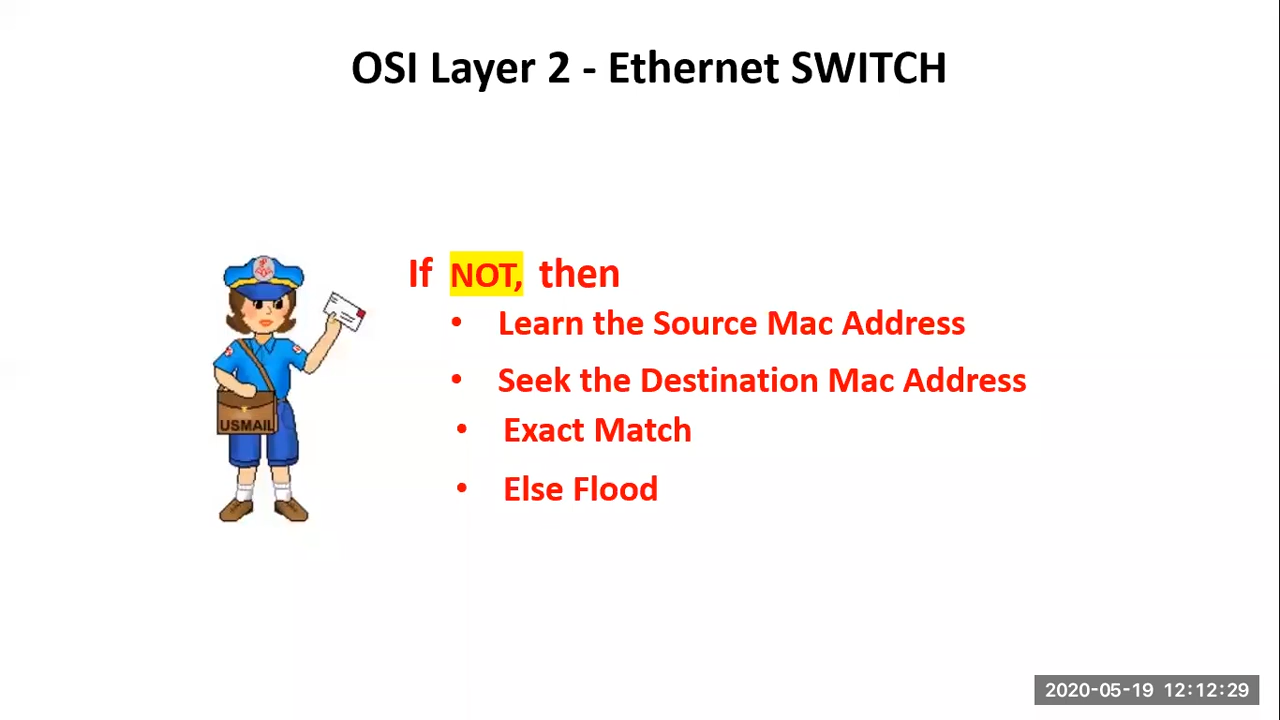 OSI Layer 2 - Ethernet SWITCH
If NOT, then
• Learn the Source Mac Address
• Seek the Destination Mac Address
• Exact Match
• Else Flood
USMAIL
2020-05-19 12:12:29